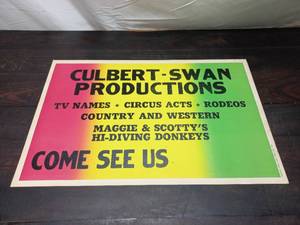 CULBERT-SWAN
PRODUCTIONS
TV NAMES • CIRCUS ACTS • RODEOS
COUNTRY AND WESTERN
MAGGIE & SCOTTY'S
HI-DIVING DONKEYS
COME SEE US